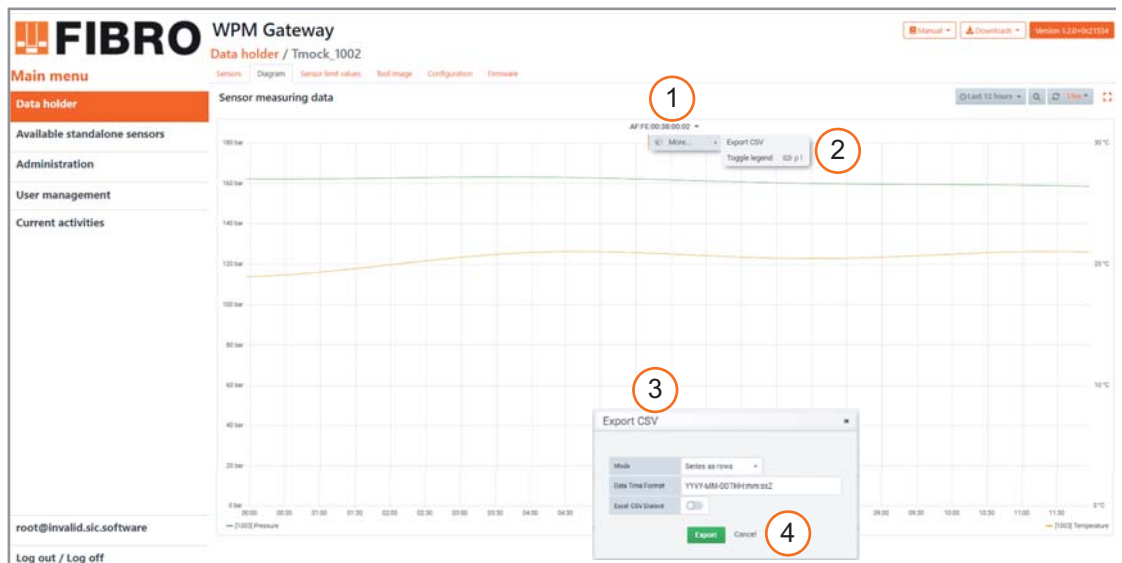 FIBRO
WPM Gateway
Manual
Downloads
Version 1.2.0+0c21554
Data holder / Tmock_1002
Main menu
Sensors Diagram Sensor limit values Tool image Configuration Firmware
Data holder
Sensor measuring data
1
Last 12 hours
10m
Available standalone sensors
AF:FE:00:38:00:02
More...
Export CSV
2
Toggle legend p l
180 bar
30 °C
Administration
160 bar
User management
Current activities
140 bar
120 bar
20 °C
100 bar
80 bar
60 bar
10 °C
3
Export CSV
40 bar
20 bar
Mode Series as rows
Date Time Format YYYY-MM-DDTHH:mm:ssZ
Excel CSV Dialect
0 bar
0 °C
00:00 00:30 01:00 01:30 02:00 02:30 03:00 03:30 04:00 04:30 09:00 09:30 10:00 10:30 11:00 11:30
[1003] Pressure
[1003] Temperature
Export Cancel
4
root@invalid.sic.software
Log out / Log off